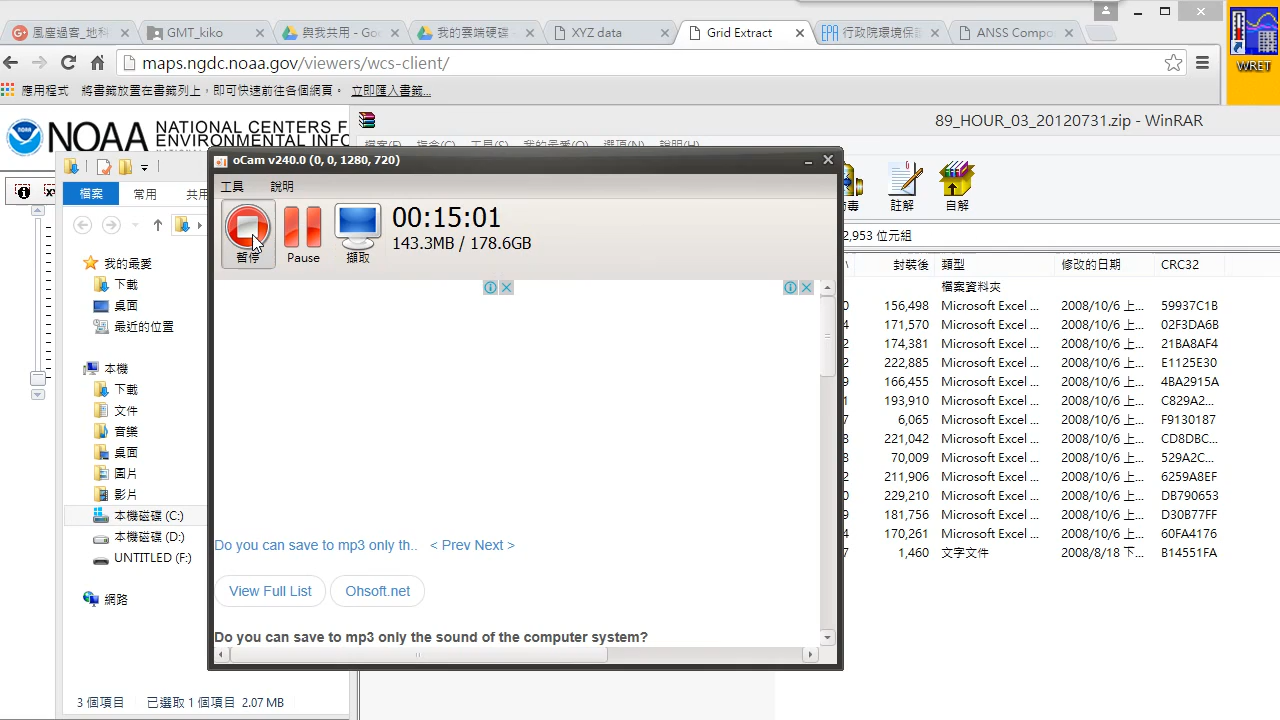 風座過客_地科
GMT_kiko
與我共用 - Goo
我的雲端硬碟 -
XYZ data
Grid Extract
行政院環境保護
ANSS Compo
maps.ngdc.noaa.gov/viewers/wcs-client/
應用程式 將書籤放置在書籤列上，即可快速前往各個網頁。 立即匯入書籤...
WRET
NOAA
NATIONAL CENTERS F
ENVIRONMENTAL INFO
89_HOUR_03_20120731.zip - WinRAR
檔案 常用 共用
註解
自解
2,953 位元組
封裝後 類型 修改的日期 CRC32
檔案資料夾
156,498 Microsoft Excel ... 2008/10/6 上... 59937C1B
171,570 Microsoft Excel ... 2008/10/6 上... 02F3DA6B
174,381 Microsoft Excel ... 2008/10/6 上... 21BA8AF4
222,885 Microsoft Excel ... 2008/10/6 上... E1125E30
166,455 Microsoft Excel ... 2008/10/6 上... 4BA2915A
193,910 Microsoft Excel ... 2008/10/6 上... C829A2...
6,065 Microsoft Excel ... 2008/10/6 上... F9130187
221,042 Microsoft Excel ... 2008/10/6 上... CD8DBC...
70,009 Microsoft Excel ... 2008/10/6 上... 529A2C...
211,906 Microsoft Excel ... 2008/10/6 上... 6259A8EF
229,210 Microsoft Excel ... 2008/10/6 上... DB790653
181,756 Microsoft Excel ... 2008/10/6 上... D30B77FF
170,261 Microsoft Excel ... 2008/10/6 上... 60FA4176
1,460 文字文件 2008/8/18 下... B14551FA
我的最愛
下載
桌面
最近的位置
本機
下載
文件
音樂
桌面
圖片
影片
本機磁碟 (C:)
本機磁碟 (D:)
UNTITLED (F:)
網路
3 個項目 已選取 1 個項目 2.07 MB
oCam v240.0 (0, 0, 1280, 720)
工具 說明
暫停
Pause
擷取
00:15:01
143.3MB / 178.6GB
Do you can save to mp3 only th.. < Prev Next >
View Full List
Ohsoft.net
Do you can save to mp3 only the sound of the computer system?